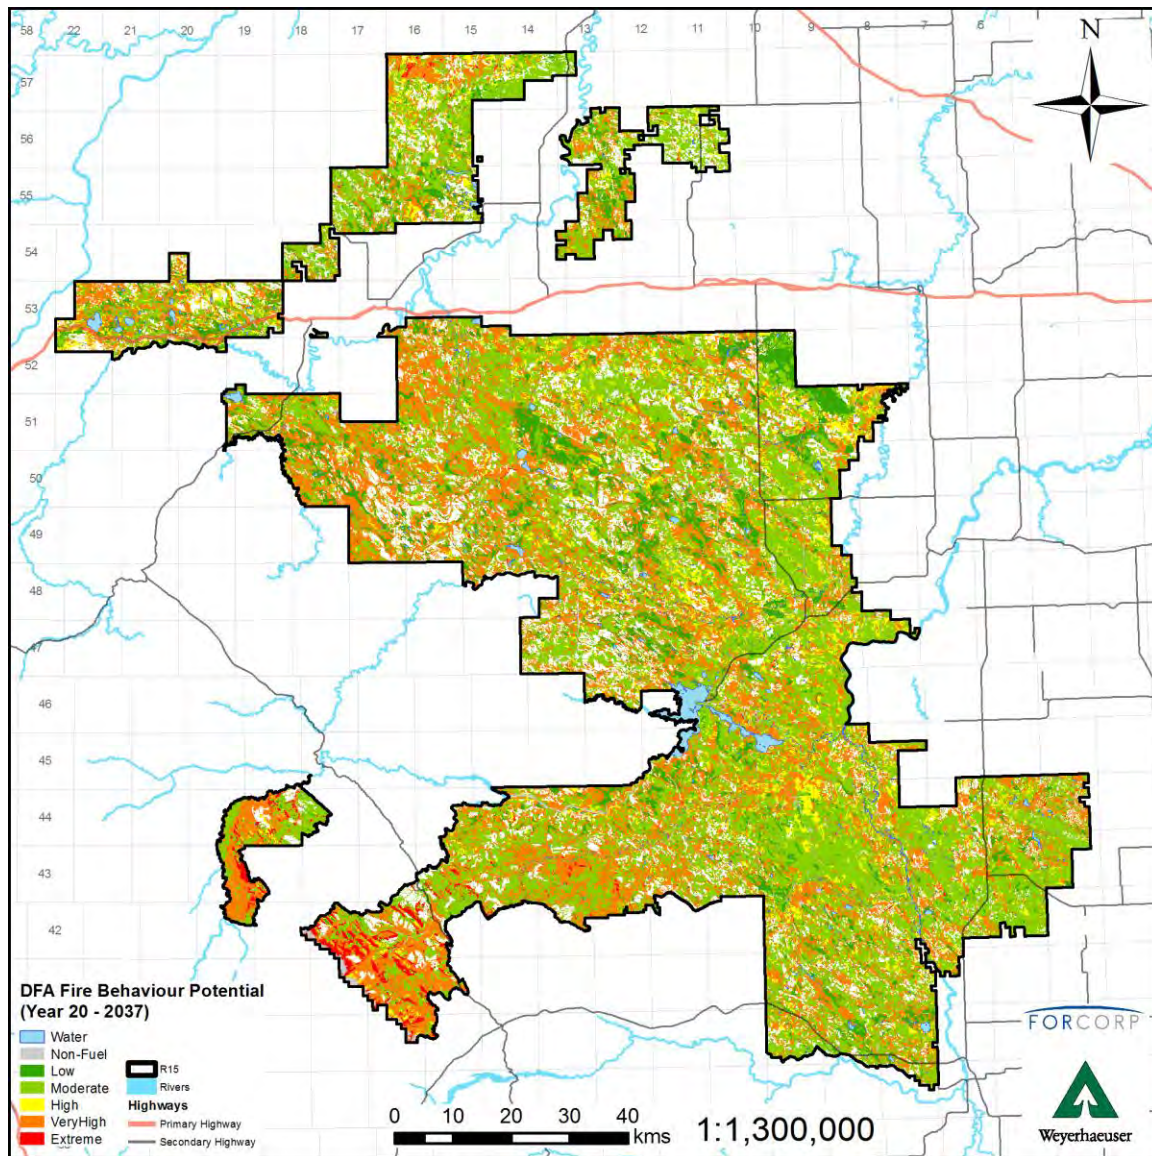 58 22 21 20 19 18 17 16 15 14 13 12 11 10 9 8 7 6
N
57
56
55
54
53
52
51
50
49
48
47
46
45
44
43
42
DFA Fire Behaviour Potential
(Year 20 - 2037)
Water
Non-Fuel
Low
Moderate
High
VeryHigh
Extreme
R15
Rivers
Highways
Primary Highway
Secondary Highway
0 10 20 30 40
kms
1:1,300,000
FORCORP
Weyerhaeuser